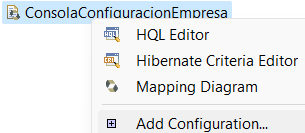 ConsolaConfiguracionEmpresa
HQL Editor
Hibernate Criteria Editor
Mapping Diagram
Add Configuration...